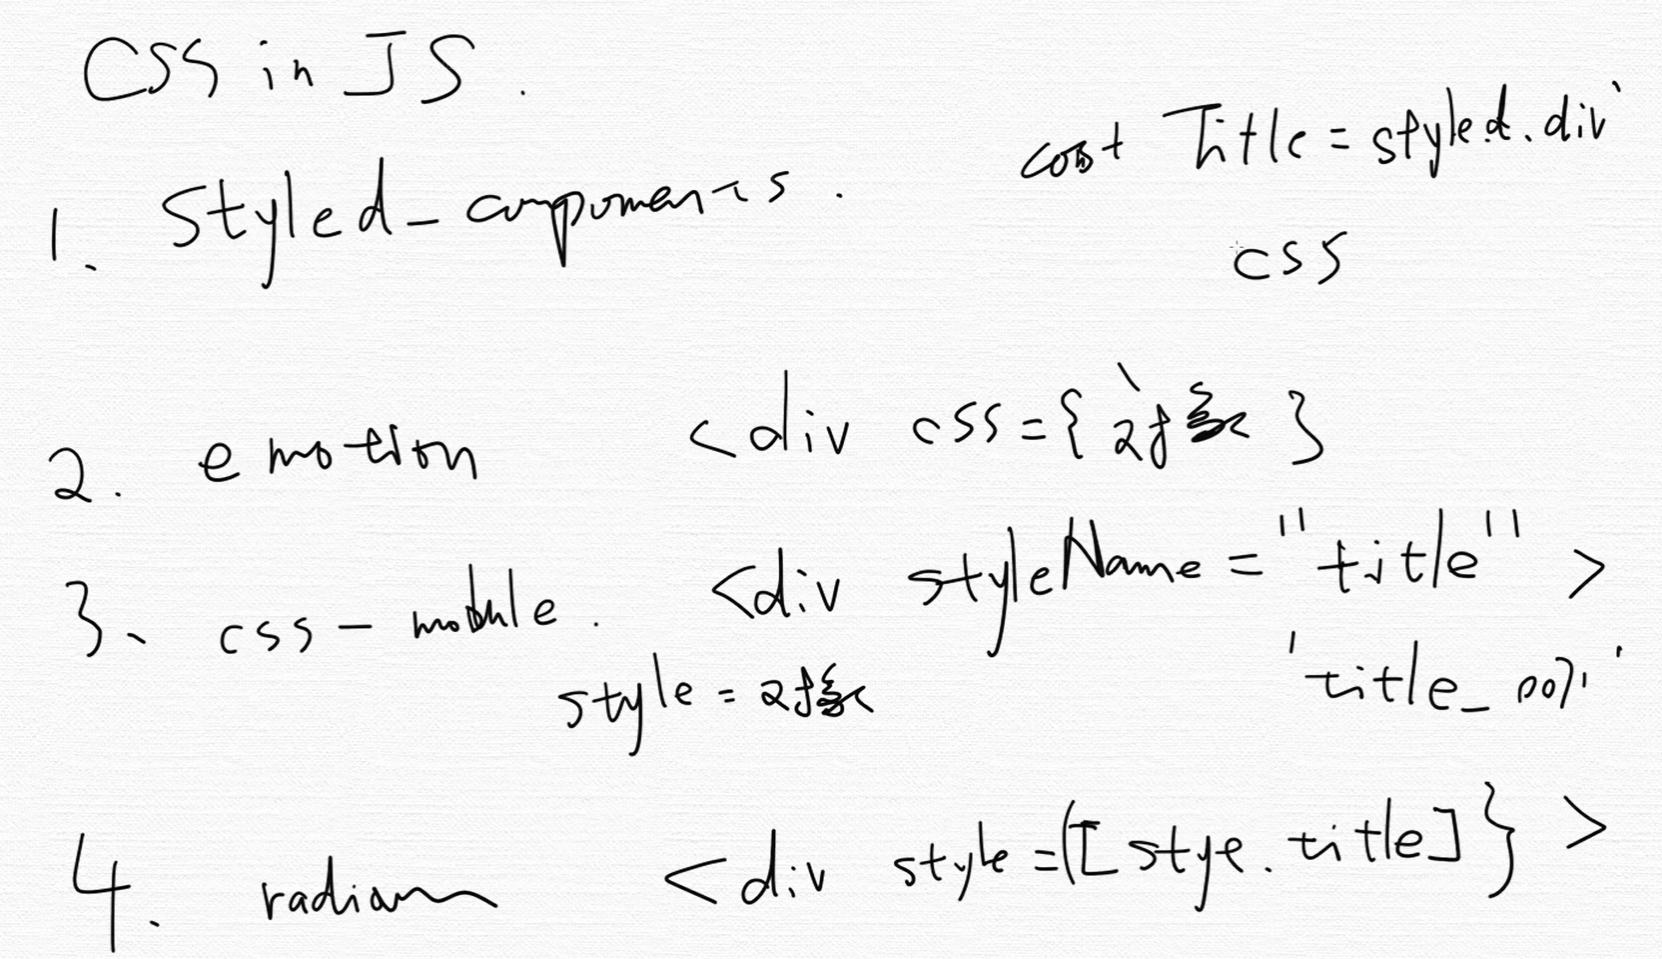 CSS in JS.
1. Styled-components.
const Title = styled.div`
css
2. emotion <div css={`对象}
3、css-module. <div styleName="title">
style=对象 'title_001'
4. radium <div style={[stye.title]}>